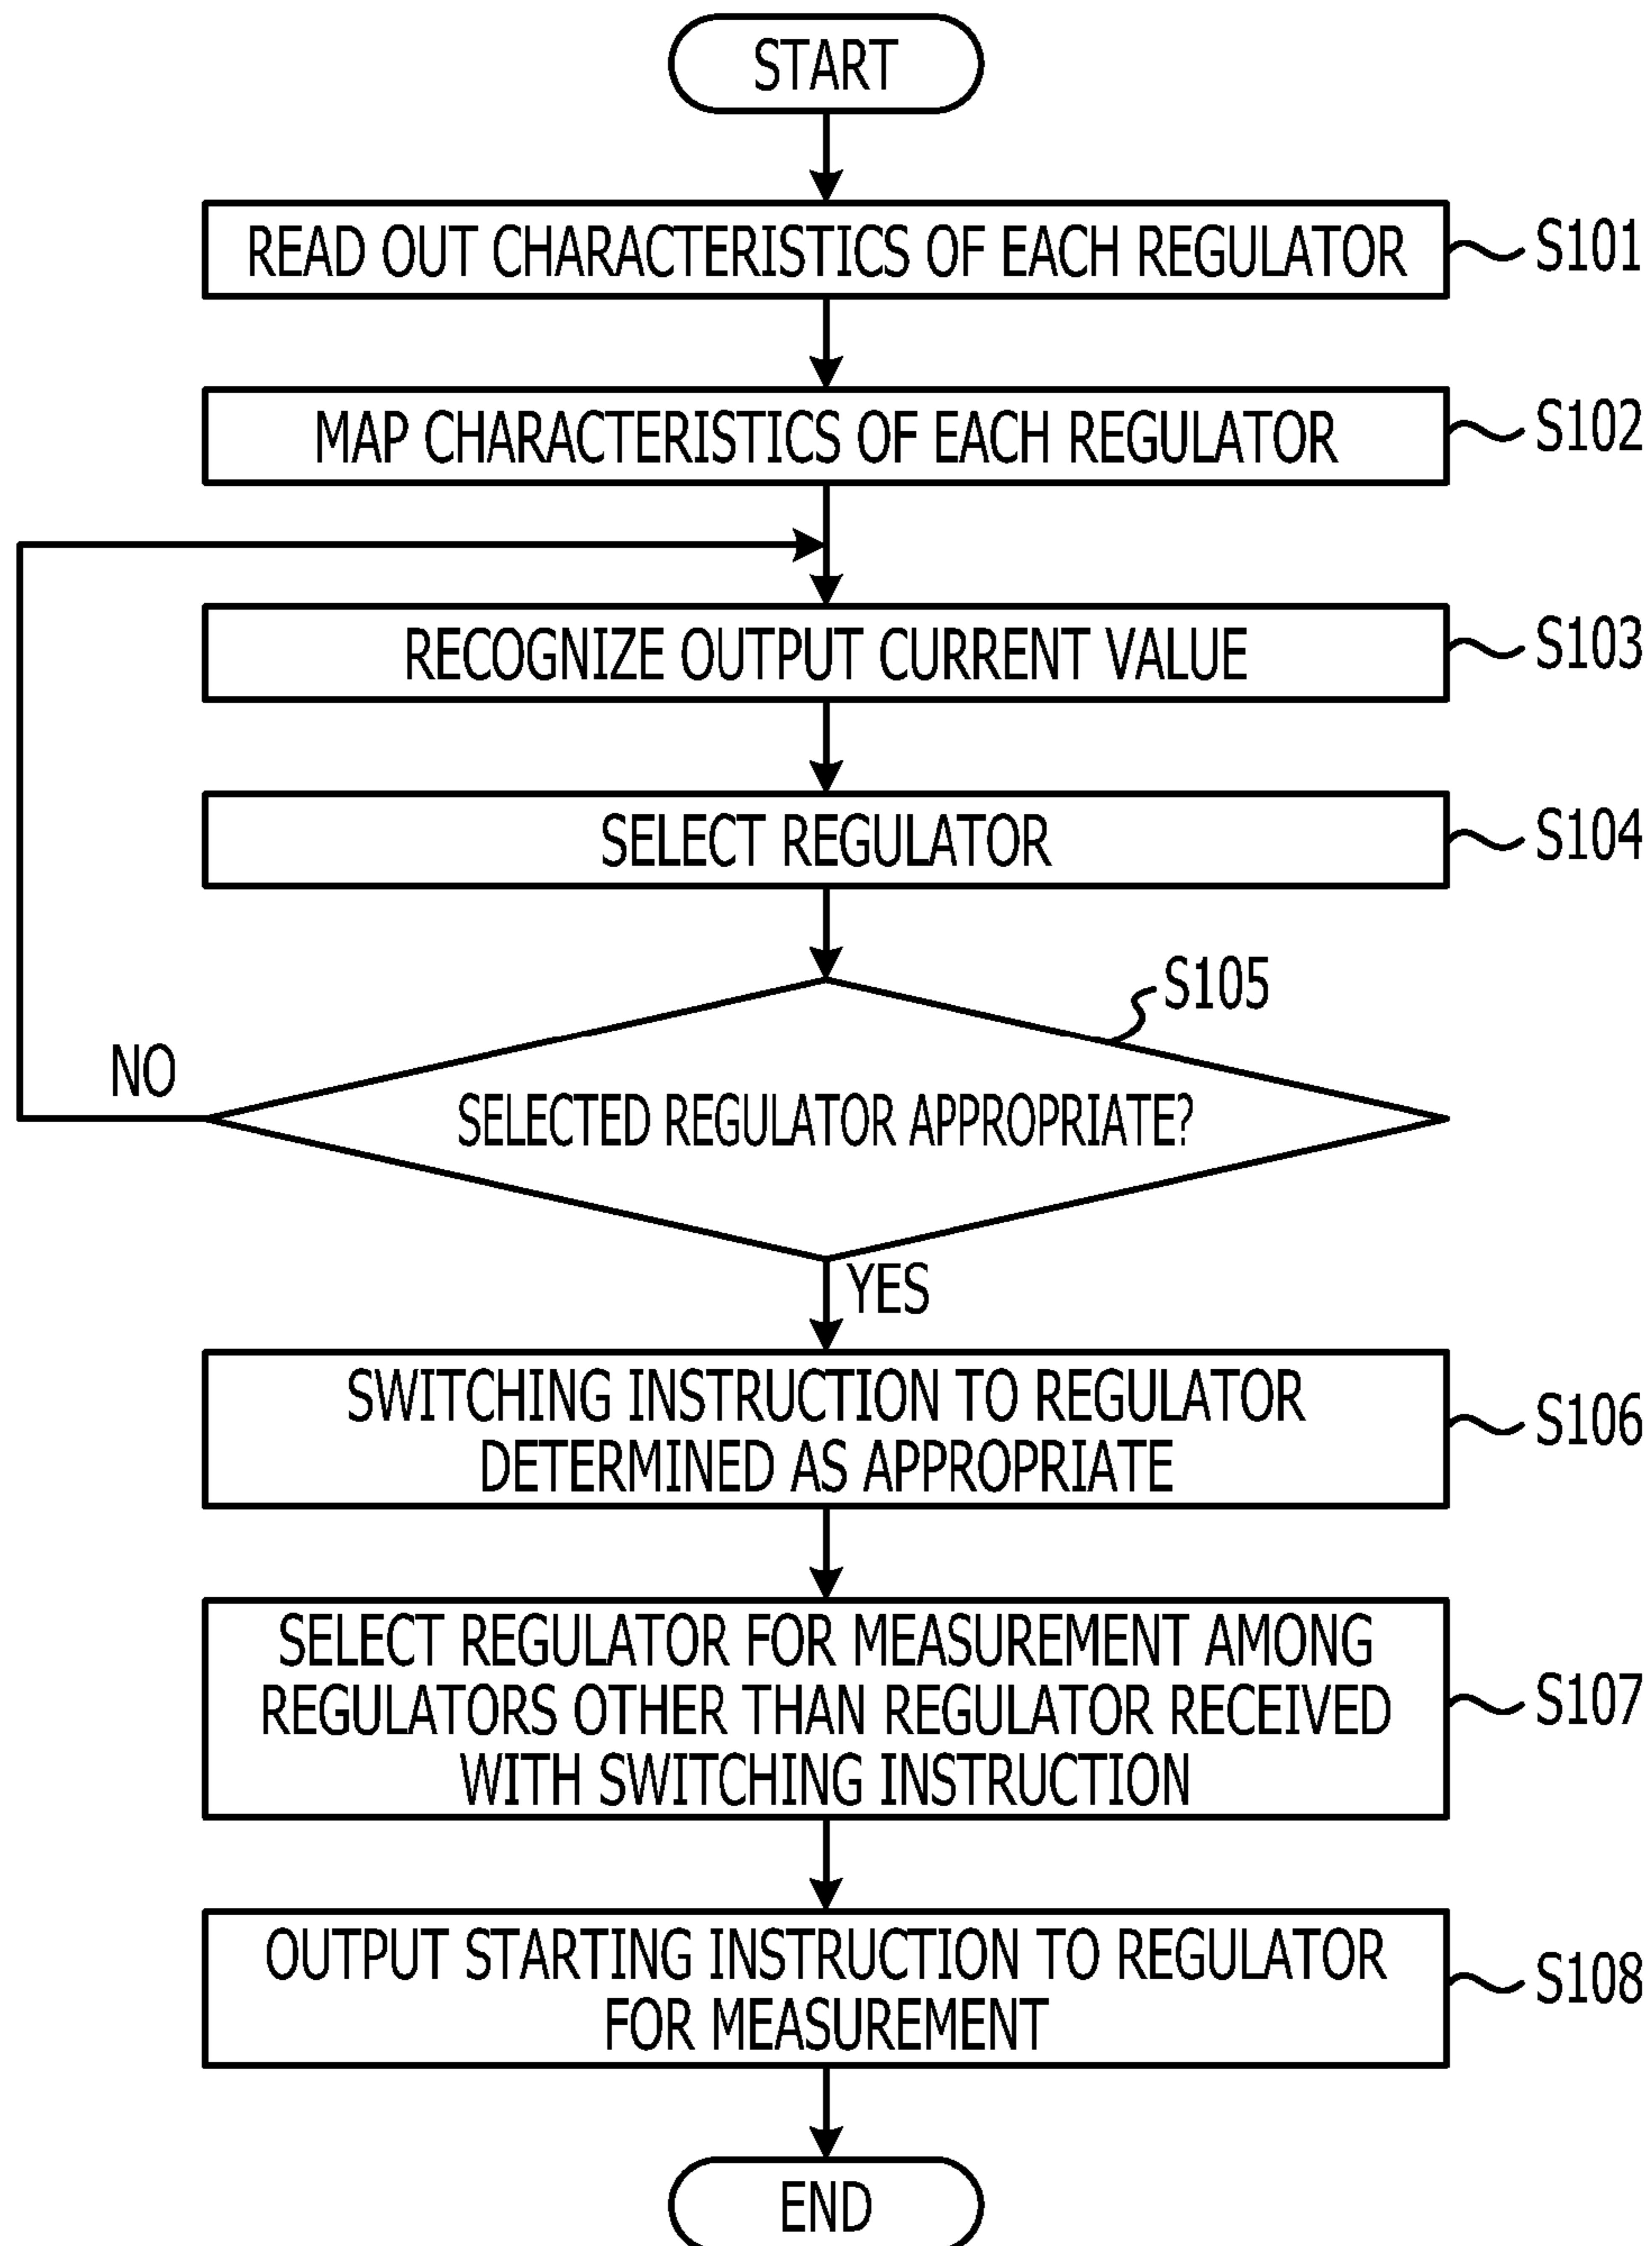 START
READ OUT CHARACTERISTICS OF EACH REGULATOR
S101
MAP CHARACTERISTICS OF EACH REGULATOR
S102
RECOGNIZE OUTPUT CURRENT VALUE
S103
SELECT REGULATOR
S104
S105
NO
SELECTED REGULATOR APPROPRIATE?
YES
SWITCHING INSTRUCTION TO REGULATOR
DETERMINED AS APPROPRIATE
S106
SELECT REGULATOR FOR MEASUREMENT AMONG
REGULATORS OTHER THAN REGULATOR RECEIVED
WITH SWITCHING INSTRUCTION
S107
OUTPUT STARTING INSTRUCTION TO REGULATOR
FOR MEASUREMENT
S108
END